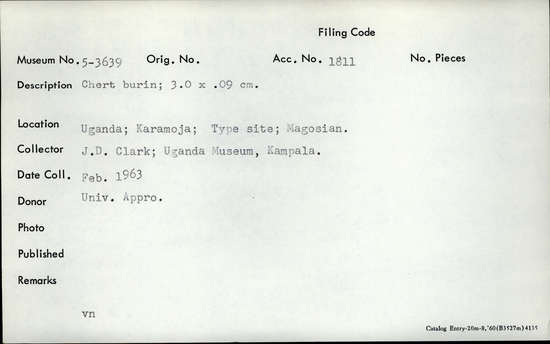 Filing Code
Museum No. 5-3639 Orig. No. Acc. No. 1811 No. Pieces
Description Chert burin; 3.0 x .09 cm.
Location Uganda; Karamoja; Type site; Magosian.
Collector J.D. Clark; Uganda Museum, Kampala.
Date Coll. Feb. 1963
Donor Univ. Appro.
Photo
Published
Remarks
vn
Catalog Entry-20m-8,'60(B3527m)4135